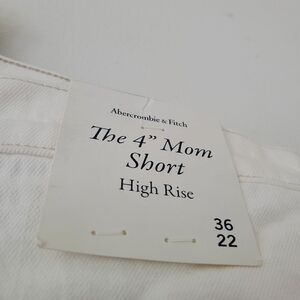 Abercrombie & Fitch
The 4” Mom
Short
High Rise
36
22